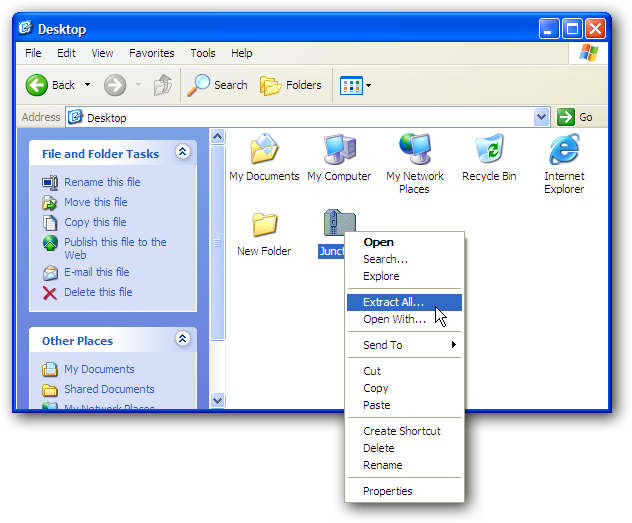 Desktop
File Edit View Favorites Tools Help
Back Search Folders
Address Desktop Go
File and Folder Tasks
Rename this file
Move this file
Copy this file
Publish this file to the
Web
E-mail this file
Delete this file
Other Places
My Documents
Shared Documents
My Network Places
My Documents My Computer My Network
Places Recycle Bin Internet
Explorer
New Folder
Open
Search...
Explore
Extract All...
Open With...
Send To
Cut
Copy
Paste
Create Shortcut
Delete
Rename
Properties